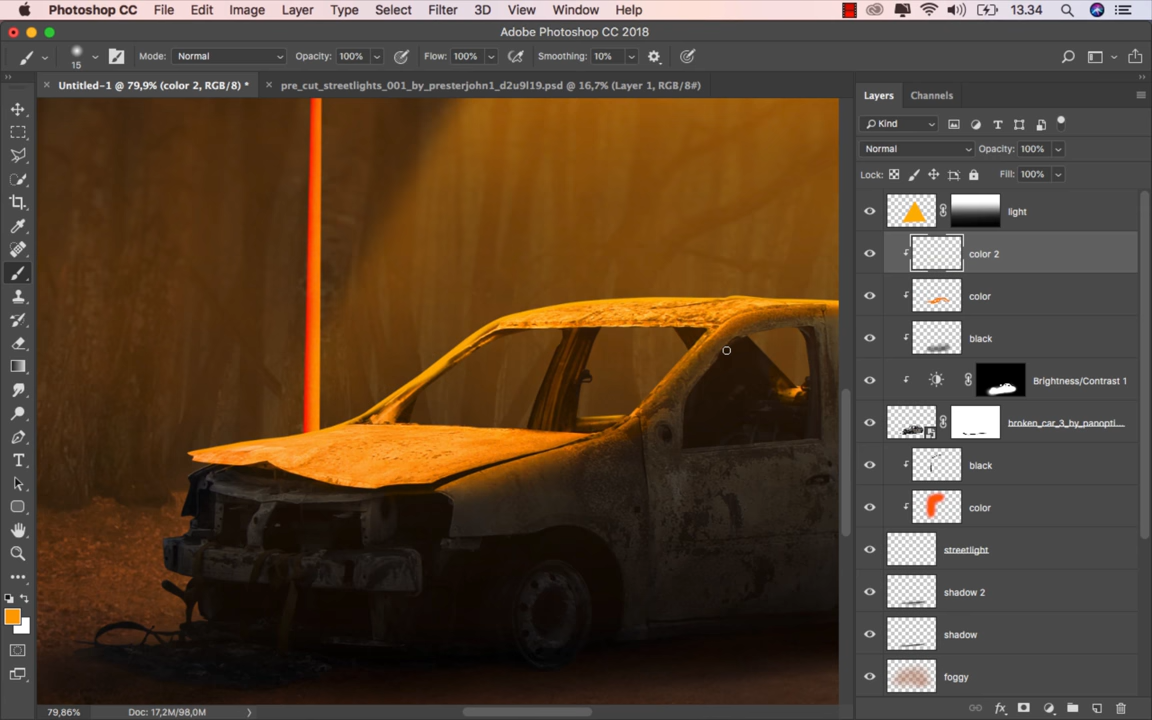 Photoshop CC File Edit Image Layer Type Select Filter 3D View Window Help 13.34
Adobe Photoshop CC 2018
15 Mode: Normal Opacity: 100% Flow: 100% Smoothing: 10%
Untitled-1 @ 79,9% (color 2, RGB/8) * pre_cut_streetlights_001_by_presterjohn1_d2u9l19.psd @ 16,7% (Layer 1, RGB/8#)
Layers Channels
Kind
Normal Opacity: 100%
Lock: Fill: 100%
light
color 2
color
black
Brightness/Contrast 1
broken_car_3_by_panopti...
black
color
streetlight
shadow 2
shadow
foggy
79,86% Doc: 17,2M/98,0M